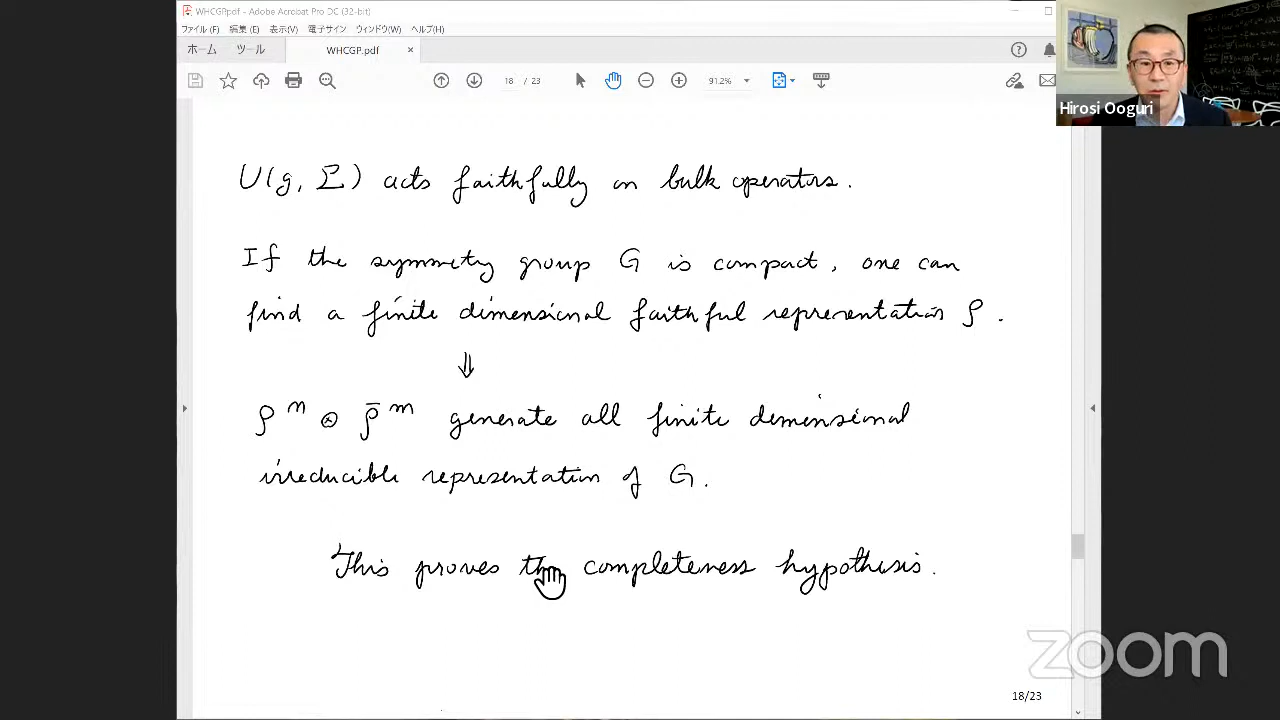 WHCGP.pdf - Adobe Acrobat Pro DC (32-bit)
ファイル(F) 編集(E) 表示(V) 電子サイン ウィンドウ(W) ヘルプ(H)
ホーム ツール WHCGP.pdf ×
18 / 23 91.2%
Hirosi Ooguri
U(g, Σ) acts faithfully on bulk operators.
If the symmetry group G is compact, one can
find a finite dimensional faithful representation ρ.
⇓
ρ^m ⊗ ρ̄^m generate all finite dimensional
irreducible representation of G.
This proves the completeness hypothesis.
zoom
18/23